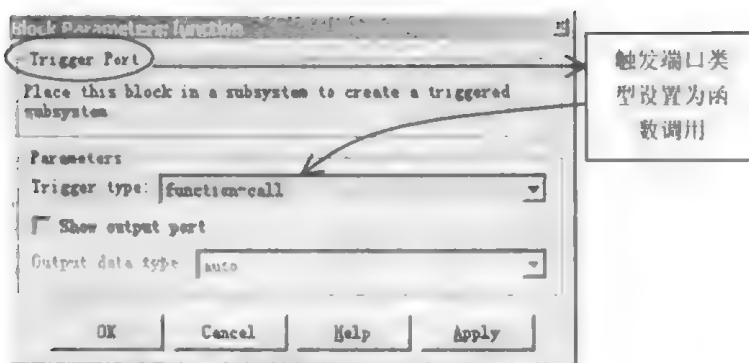 Block Parameters: function
Trigger Port
Place this block in a subsystem to create a triggered
subsystem
Parameters
Trigger type: function-call
Show output port
Output data type auto
OK Cancel Help Apply
触发端口类
型设置为函
数调用